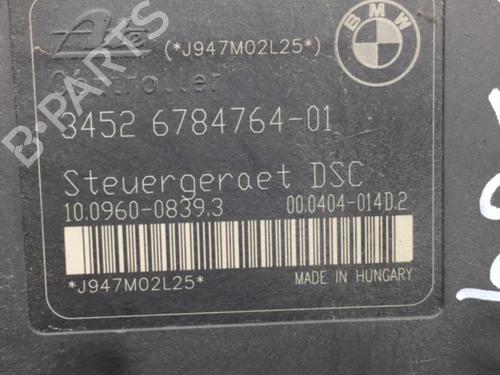 Ate (*J947M02L25*) BMW
Controller
3452 6784764-01
Steuergeraet DSC
10.0960-0839.3 00.0404-014D.2
*J947M02L25* MADE IN HUNGARY
B-PARTS